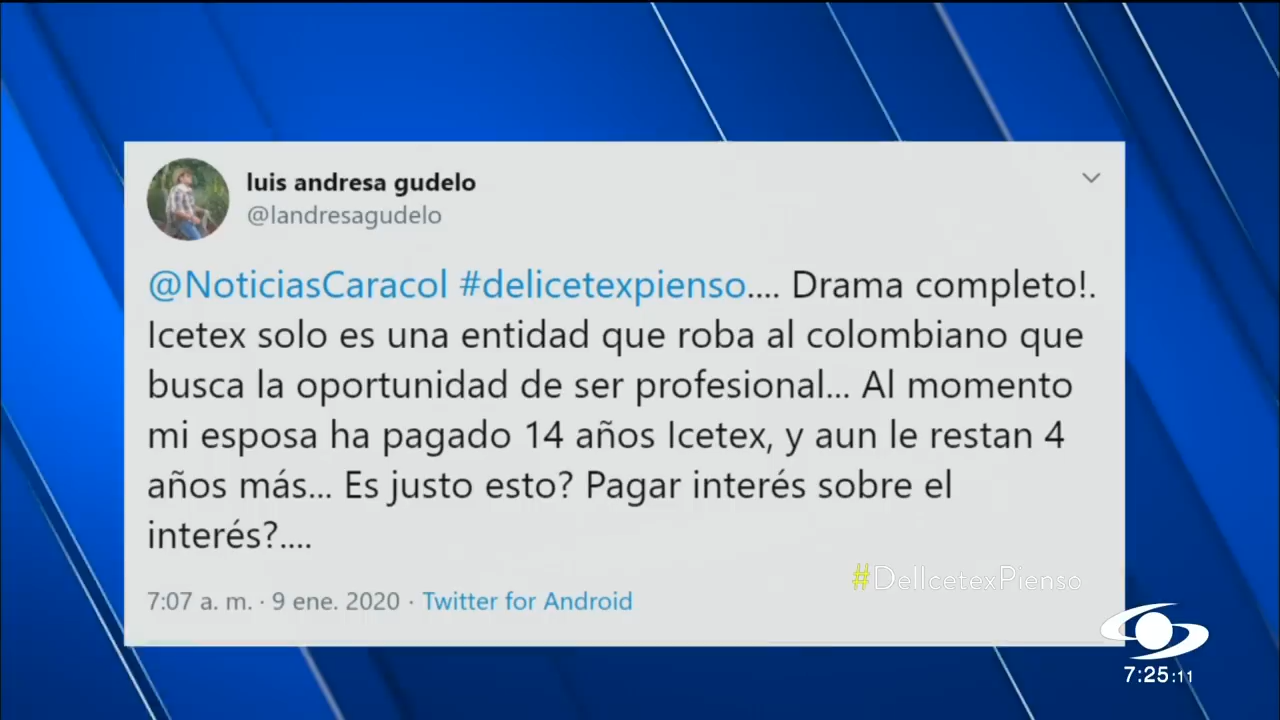 luis andresa gudelo
@landresagudelo
@NoticiasCaracol #delicetexpienso.... Drama completo!.
Icetex solo es una entidad que roba al colombiano que
busca la oportunidad de ser profesional... Al momento
mi esposa ha pagado 14 años Icetex, y aun le restan 4
años más... Es justo esto? Pagar interés sobre el
interés?....
#DelIcetexPienso
7:07 a. m. · 9 ene. 2020 · Twitter for Android
7:25:11